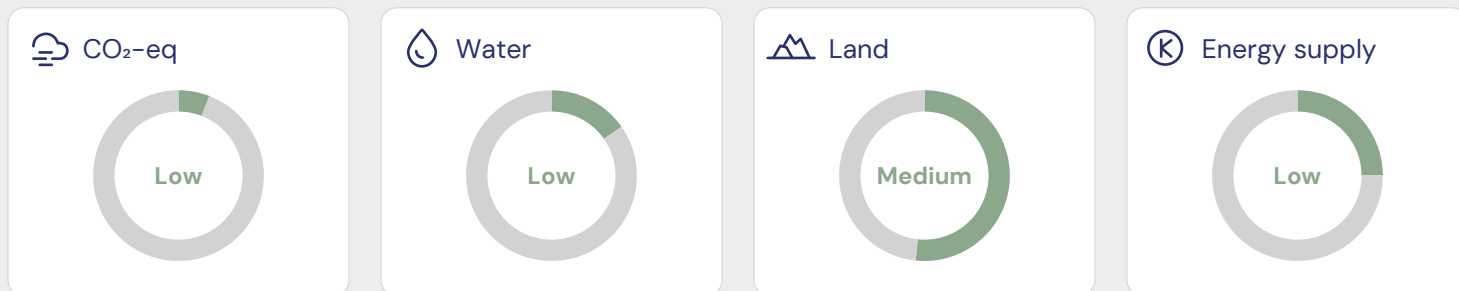 CO₂-eq
Low
Water
Low
Land
Medium
Energy supply
Low